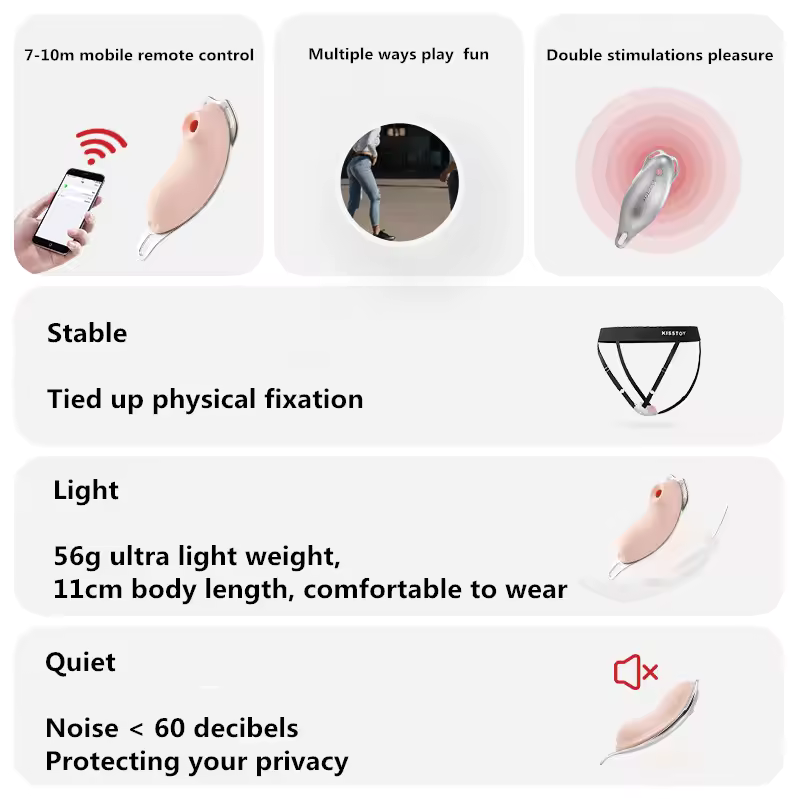 7-10m mobile remote control
Multiple ways play fun
Double stimulations pleasure
Stable
KISSTOY
Tied up physical fixation
Light
56g ultra light weight,
11cm body length, comfortable to wear
Quiet
Noise < 60 decibels
Protecting your privacy